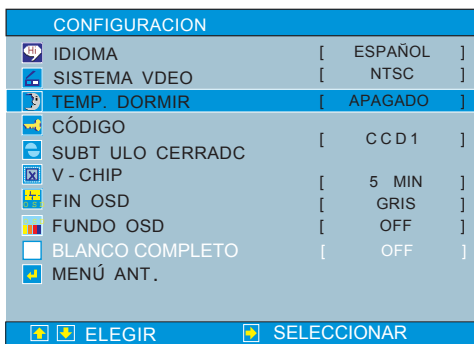 CONFIGURACION
Hi IDIOMA [ ESPAÑOL ]
SISTEMA VDEO [ NTSC ]
TEMP. DORMIR [ APAGADO ]
CÓDIGO
SUBT ULO CERRADC [ CCD1 ]
V - CHIP
FIN OSD [ 5 MIN ]
FUNDO OSD [ GRIS ]
[ OFF ]
BLANCO COMPLETO [ OFF ]
MENÚ ANT.
ELEGIR SELECCIONAR